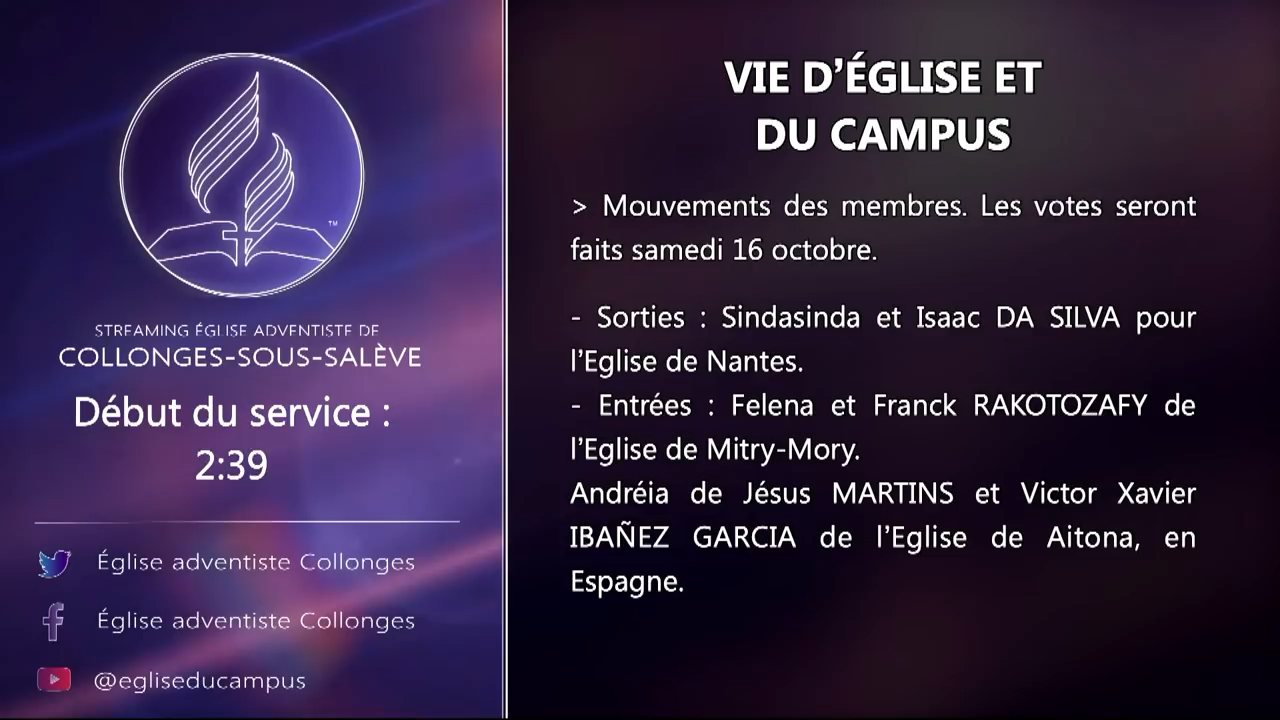 ™
STREAMING ÉGLISE ADVENTISTE DE
COLLONGES-SOUS-SALÈVE
Début du service :
2:39
Église adventiste Collonges
Église adventiste Collonges
@egliseducampus
VIE D’ÉGLISE ET
DU CAMPUS
> Mouvements des membres. Les votes seront
faits samedi 16 octobre.
- Sorties : Sindasinda et Isaac DA SILVA pour
l’Eglise de Nantes.
- Entrées : Felena et Franck RAKOTOZAFY de
l’Eglise de Mitry-Mory.
Andréia de Jésus MARTINS et Victor Xavier
IBAÑEZ GARCIA de l’Eglise de Aitona, en
Espagne.